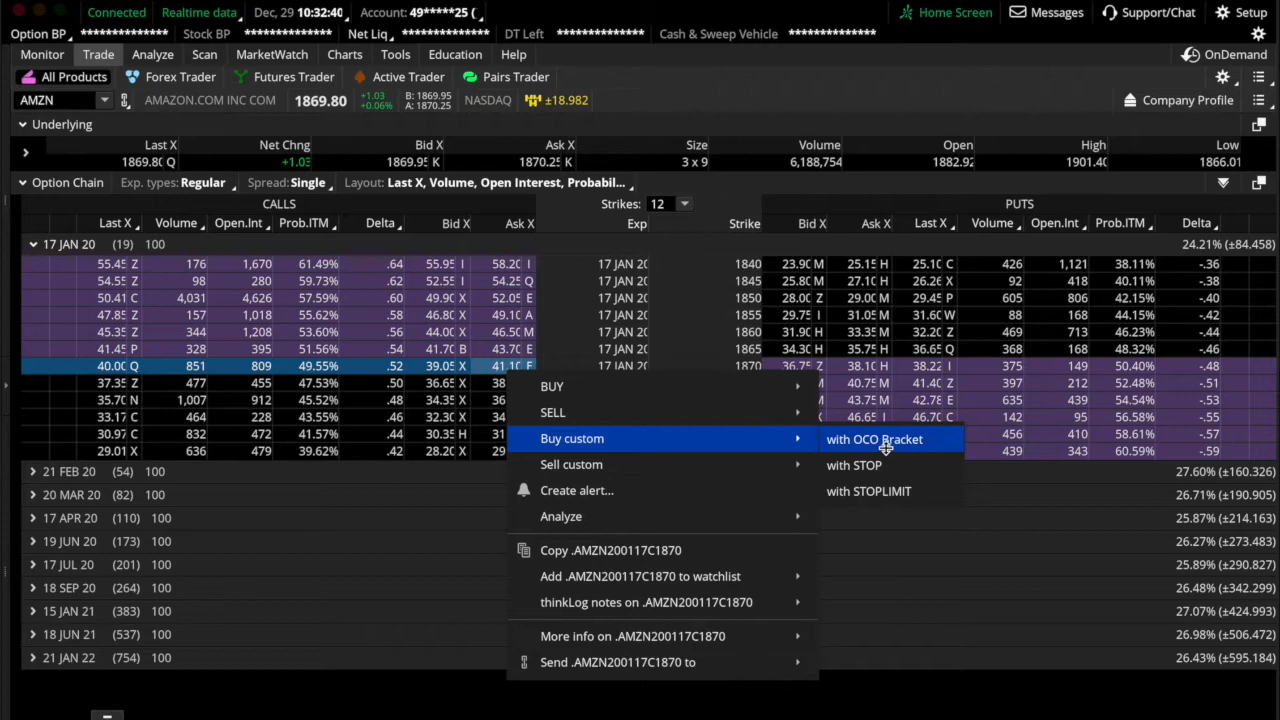 Connected Realtime data Dec, 29 10:32:40 Account: 49*****25 ( Home Screen Messages Support/Chat Setup
Option BP ************** Stock BP ************** Net Liq ************** DT Left ************** Cash & Sweep Vehicle **************
Monitor Trade Analyze Scan MarketWatch Charts Tools Education Help OnDemand
All Products Forex Trader Futures Trader Active Trader Pairs Trader
AMZN AMAZON.COM INC COM 1869.80 +1.03 +0.06% B: 1869.95 A: 1870.25 NASDAQ ±18.982 Company Profile
Underlying
Last X Net Chng Bid X Ask X Size Volume Open High Low
1869.80 Q +1.03 1869.95 K 1870.25 K 3 x 9 6,188,754 1882.92 1901.40 1866.01
Option Chain Exp. types: Regular Spread: Single Layout: Last X, Volume, Open Interest, Probabil...
CALLS Strikes: 12 PUTS
Last X Volume Open.Int Prob.ITM Delta Bid X Ask X Exp Strike Bid X Ask X Last X Volume Open.Int Prob.ITM Delta
17 JAN 20 (19) 100 24.21% (±84.458)
55.45 Z 176 1,670 61.49% .64 55.95 I 58.20 I 17 JAN 20 1840 23.90 M 25.15 H 25.10 C 426 1,121 38.11% -.36
54.55 Z 98 280 59.73% .62 52.55 I 54.25 Q 17 JAN 20 1845 25.80 M 27.10 H 26.26 X 92 418 40.11% -.38
50.41 C 4,031 4,626 57.59% .60 49.90 X 52.05 E 17 JAN 20 1850 28.00 Z 29.00 M 29.45 P 605 806 42.15% -.40
47.85 Z 157 1,018 55.62% .58 46.80 X 49.10 A 17 JAN 20 1855 29.75 I 31.05 M 31.60 W 88 168 44.15% -.42
45.35 Z 344 1,208 53.60% .56 44.00 X 46.50 M 17 JAN 20 1860 31.90 H 33.35 M 32.20 Z 469 713 46.23% -.44
41.45 P 328 395 51.56% .54 41.70 B 43.70 E 17 JAN 20 1865 34.30 H 35.75 H 36.65 Q 368 168 48.32% -.46
40.00 Q 851 809 49.55% .52 39.05 X 41.10 E 17 JAN 20 1870 36.75 Z 38.10 H 38.22 I 375 149 50.40% -.48
37.35 Z 477 455 47.53% .50 36.65 X 38 M 40.75 M 41.40 Z 397 212 52.48% -.51
35.70 N 1,007 912 45.52% .48 34.35 X 36 M 42.78 E 435 313 53.95% -.53
33.17 C 464 228 43.55% .46 32.30 X 34 X 46.65 I 46.70 C 142 95 56.58% -.55
30.97 C 832 472 41.57% .44 30.35 H 31 456 410 58.61% -.57
29.01 X 636 479 39.62% .42 28.20 X 29 439 343 60.59% -.59
BUY
SELL
Buy custom
Sell custom
Create alert...
Analyze
Copy .AMZN200117C1870
Add .AMZN200117C1870 to watchlist
thinkLog notes on .AMZN200117C1870
More info on .AMZN200117C1870
Send .AMZN200117C1870 to
with OCO Bracket
with STOP
with STOPLIMIT
21 FEB 20 (54) 100 27.60% (±160.326)
20 MAR 20 (82) 100 26.71% (±190.905)
17 APR 20 (110) 100 25.87% (±214.163)
19 JUN 20 (173) 100 26.27% (±273.483)
17 JUL 20 (201) 100 25.89% (±290.827)
18 SEP 20 (264) 100 26.48% (±342.299)
15 JAN 21 (383) 100 27.07% (±424.993)
18 JUN 21 (537) 100 26.98% (±506.472)
21 JAN 22 (754) 100 26.43% (±595.184)